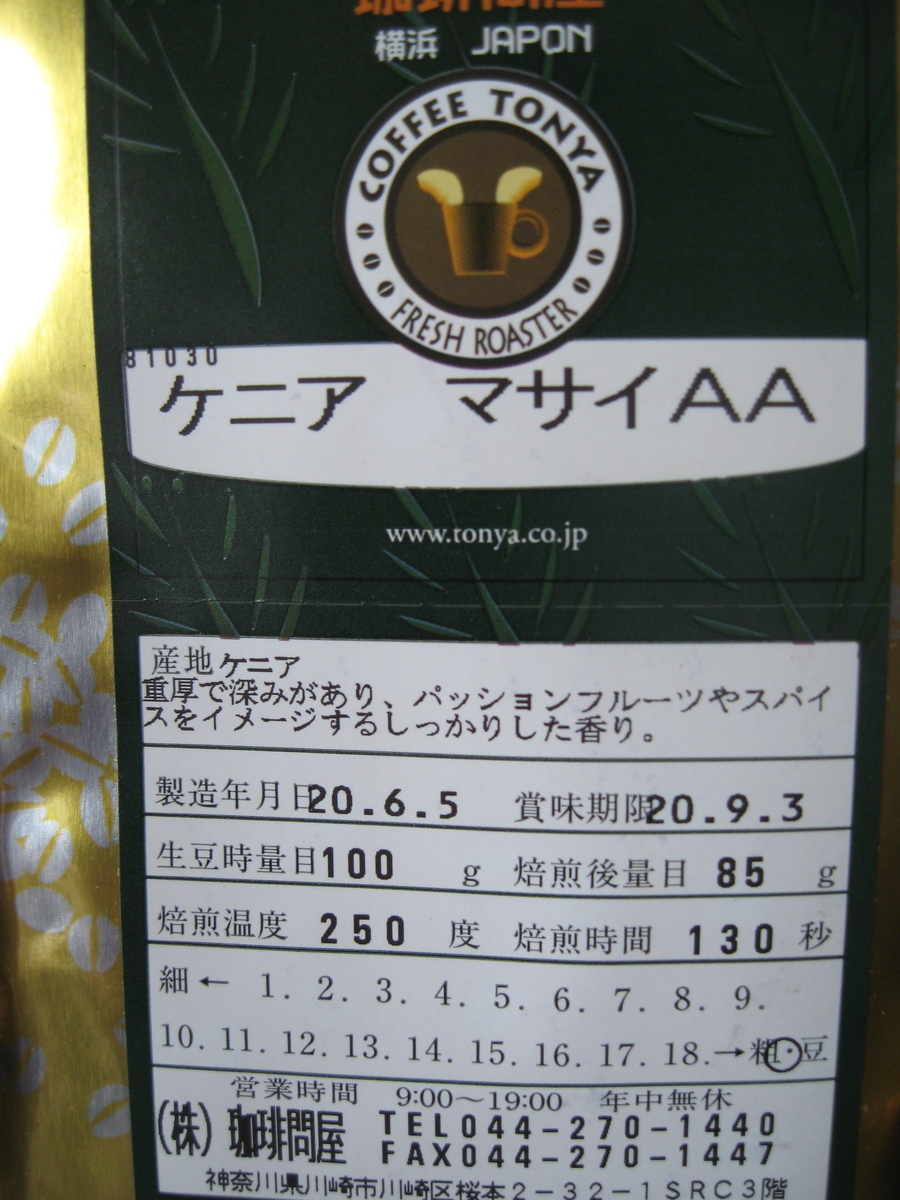 珈琲問屋
横浜 JAPON
COFFEE TONYA
FRESH ROASTER
81030
ケニア マサイAA
www.tonya.co.jp
産地ケニア
重厚で深みがあり、パッションフルーツやスパイ
スをイメージするしっかりした香り。
製造年月日20.6.5 賞味期限20.9.3
生豆時量目100 g 焙煎後量目 85 g
焙煎温度 250 度 焙煎時間 130 秒
細← 1. 2. 3. 4. 5. 6. 7. 8. 9.
10. 11. 12. 13. 14. 15. 16. 17. 18.→粗・豆
営業時間 9:00〜19:00 年中無休
(株)珈琲問屋 TEL044-270-1440
FAX044-270-1447
神奈川県川崎市川崎区桜本2-32-1SRC3階